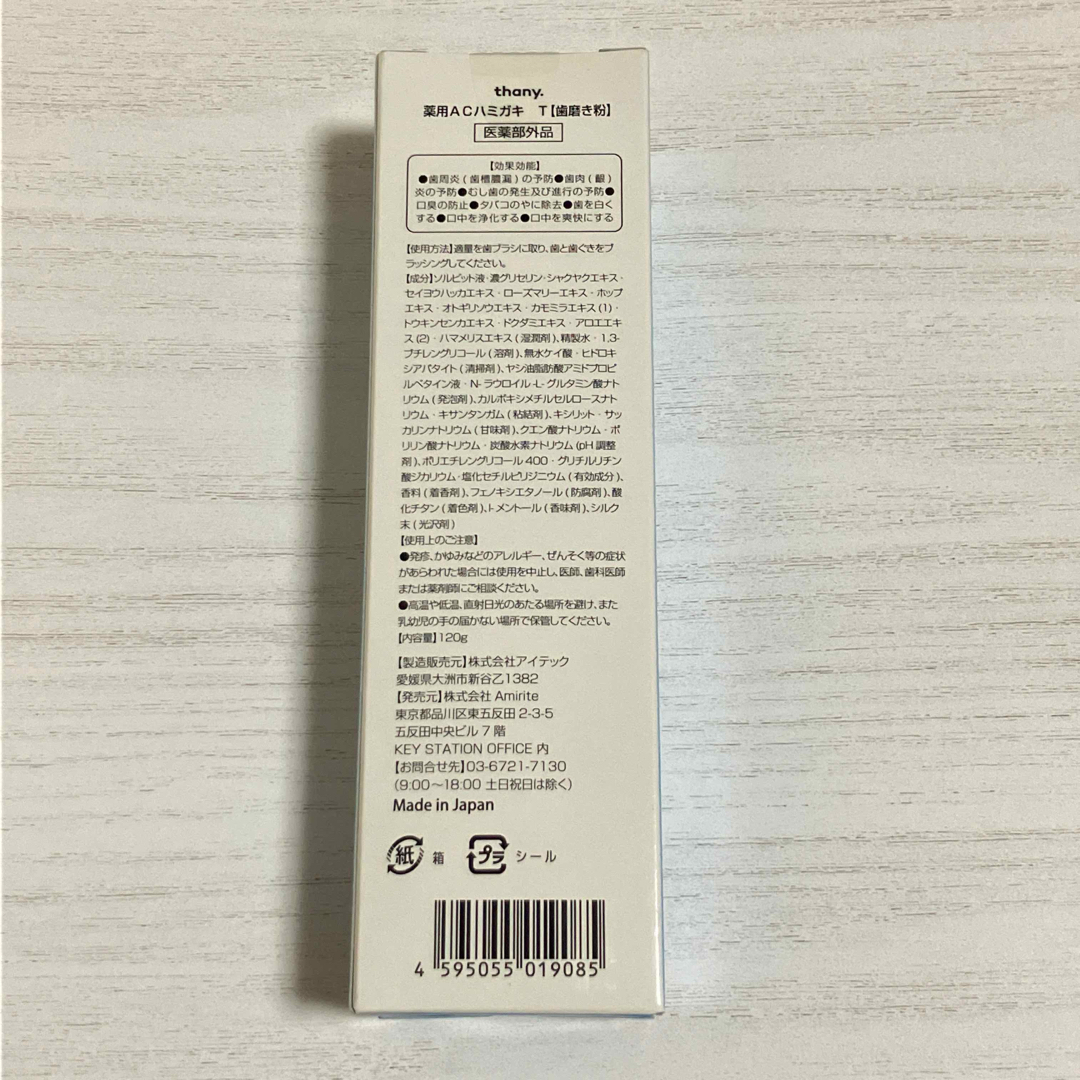 thany.
薬用ACハミガキ T【歯磨き粉】
医薬部外品
【効果効能】
●歯周炎(歯槽膿漏)の予防●歯肉(齦)
炎の予防●むし歯の発生及び進行の予防●
口臭の防止●タバコのやに除去●歯を白く
する●口中を浄化する●口中を爽快にする
【使用方法】適量を歯ブラシに取り、歯と歯ぐきをブ
ラッシングしてください。
【成分】ソルビット液・濃グリセリン・シャクヤクエキス・
セイヨウハッカエキス・ローズマリーエキス・ホップ
エキス・オトギリソウエキス・カモミラエキス(1)・
トウキンセンカエキス・ドクダミエキス・アロエエキ
ス(2)・ハマメリスエキス(湿潤剤)、精製水・1,3-
ブチレングリコール(溶剤)、無水ケイ酸・ヒドロキ
シアパタイト(清掃剤)、ヤシ油脂肪酸アミドプロピ
ルベタイン液・N-ラウロイル-L-グルタミン酸ナト
リウム(発泡剤)、カルボキシメチルセルロースナト
リウム・キサンタンガム(粘結剤)、キシリット・サッ
カリンナトリウム(甘味剤)、クエン酸ナトリウム・ポ
リリン酸ナトリウム・炭酸水素ナトリウム(pH調整
剤)、ポリエチレングリコール400・グリチルリチン
酸ジカリウム・塩化セチルピリジニウム(有効成分)、
香料(着香剤)、フェノキシエタノール(防腐剤)、酸
化チタン(着色剤)、l-メントール(香味剤)、シルク
末(光沢剤)
【使用上のご注意】
●発疹、かゆみなどのアレルギー、ぜんそく等の症状
があらわれた場合には使用を中止し、医師、歯科医師
または薬剤師にご相談ください。
●高温や低温、直射日光のあたる場所を避け、また
乳幼児の手の届かない場所で保管してください。
【内容量】120g
【製造販売元】株式会社アイテック
愛媛県大洲市新谷乙1382
【発売元】株式会社 Amirite
東京都品川区東五反田 2-3-5
五反田中央ビル 7 階
KEY STATION OFFICE 内
【お問合せ先】03-6721-7130
(9:00〜18:00 土日祝日は除く)
Made in Japan
紙 箱 プラ シール
4 595055 019085